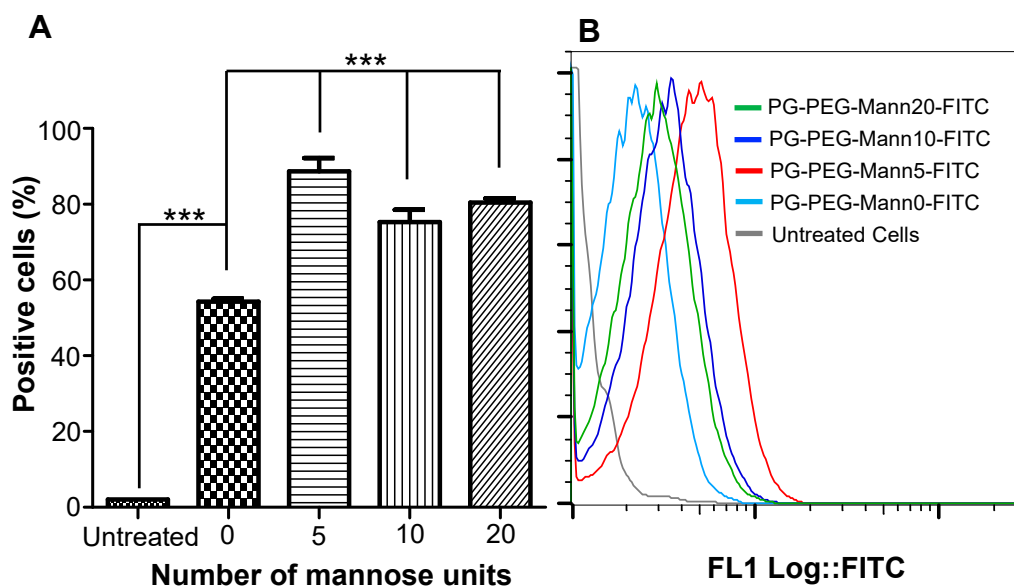 A
Positive cells (%)
100
80
60
40
20
0
***
***
Untreated 0 5 10 20
Number of mannose units
B
PG-PEG-Mann20-FITC
PG-PEG-Mann10-FITC
PG-PEG-Mann5-FITC
PG-PEG-Mann0-FITC
Untreated Cells
FL1 Log::FITC